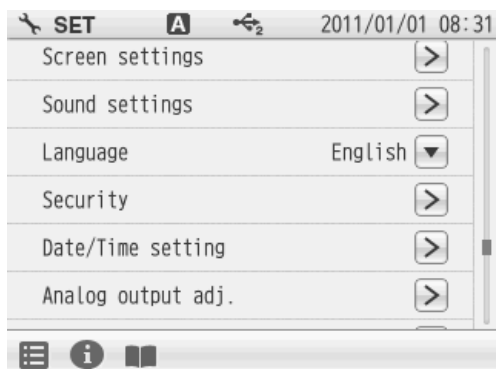 SET A 2 2011/01/01 08:31
Screen settings
Sound settings
Language English
Security
Date/Time setting
Analog output adj.